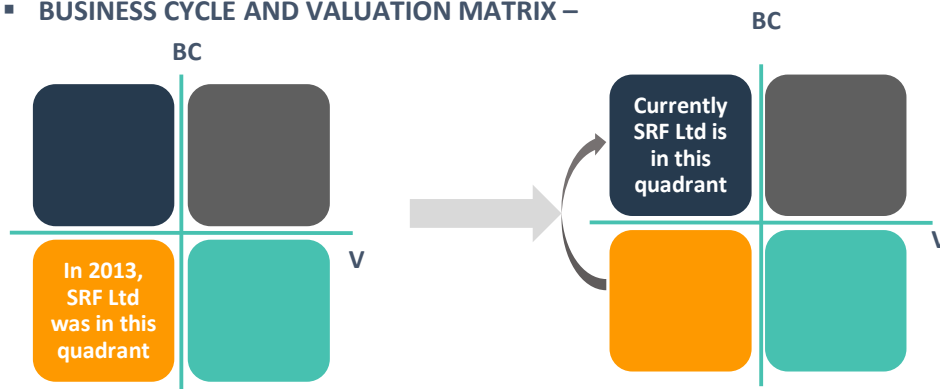 ▪ BUSINESS CYCLE AND VALUATION MATRIX –
BC
V
In 2013,
SRF Ltd
was in this
quadrant
BC
Currently
SRF Ltd is
in this
quadrant
V